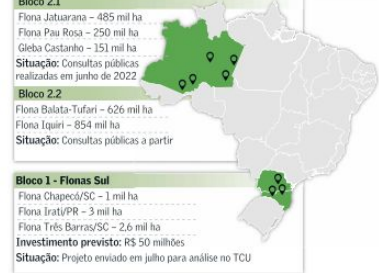 Bloco 2.1
Flona Jatuarana – 485 mil ha
Flona Pau Rosa – 250 mil ha
Gleba Castanho – 151 mil ha
Situação: Consultas públicas
realizadas em junho de 2022
Bloco 2.2
Flona Balata-Tufari – 626 mil ha
Flona Iquiri – 854 mil ha
Situação: Consultas públicas a partir
Bloco 1 - Flonas Sul
Flona Chapecó/SC – 1 mil ha
Flona Irati/PR – 3 mil ha
Flona Três Barras/SC – 2,6 mil ha
Investimento previsto: R$ 50 milhões
Situação: Projeto enviado em julho para análise no TCU